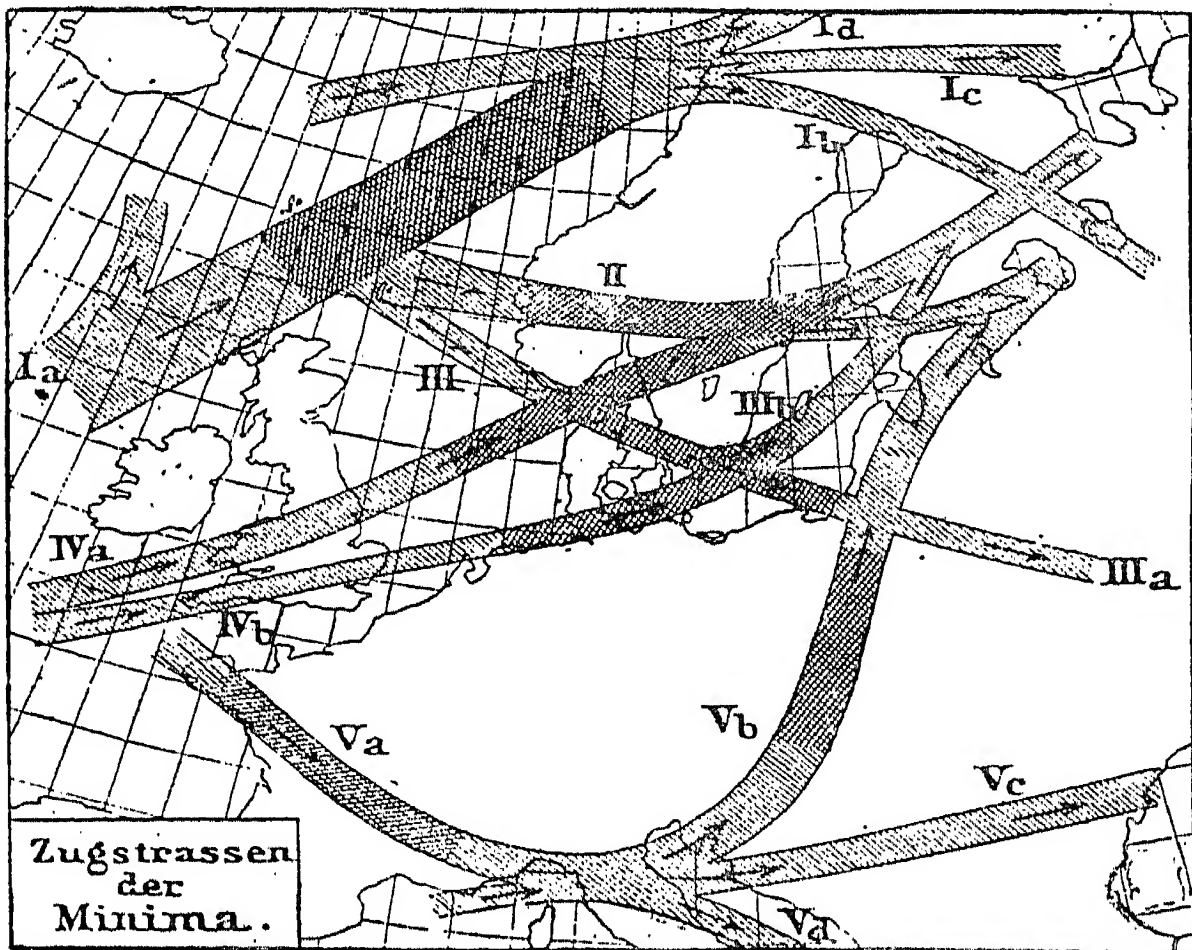 Id
Ic
Ib
II
Ia
III
IIIb
IVa
IIIa
IVb
Va
Vb
Vc
Zugstrassen
der
Minima.
Vd